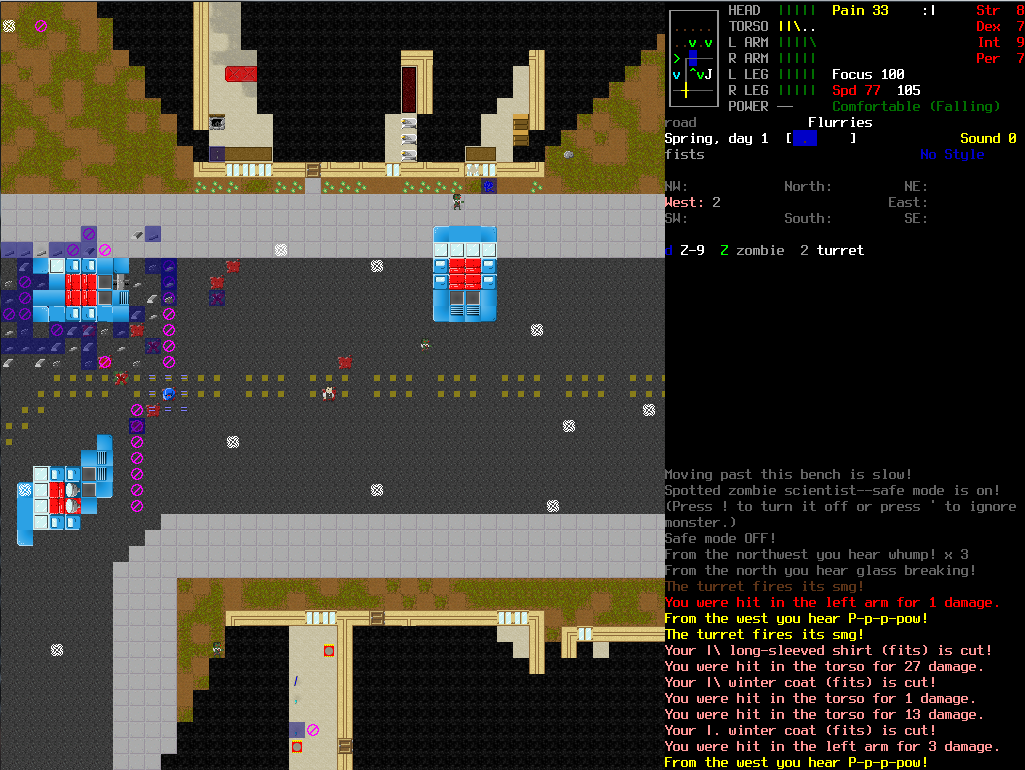 HEAD ||||| Pain 33 :| Str 8
TORSO ||\.. Dex 7
L ARM ||||\ Int 9
R ARM ||||| Per 7
L LEG ||||| Focus 100
R LEG ||||| Spd 77 105
POWER -- Comfortable (Falling)
road Flurries
Spring, day 1 [ . ] Sound 0
fists No Style
NW: North: NE:
West: 2 East:
SW: South: SE:
d Z-9 Z zombie 2 turret
Moving past this bench is slow!
Spotted zombie scientist--safe mode is on!
(Press ! to turn it off or press ' to ignore
monster.)
Safe mode OFF!
From the northwest you hear whump! x 3
From the north you hear glass breaking!
The turret fires its smg!
You were hit in the left arm for 1 damage.
From the west you hear P-p-p-pow!
The turret fires its smg!
Your |\ long-sleeved shirt (fits) is cut!
You were hit in the torso for 27 damage.
Your |\ winter coat (fits) is cut!
You were hit in the torso for 1 damage.
You were hit in the torso for 13 damage.
Your |. winter coat (fits) is cut!
You were hit in the left arm for 3 damage.
From the west you hear P-p-p-pow!